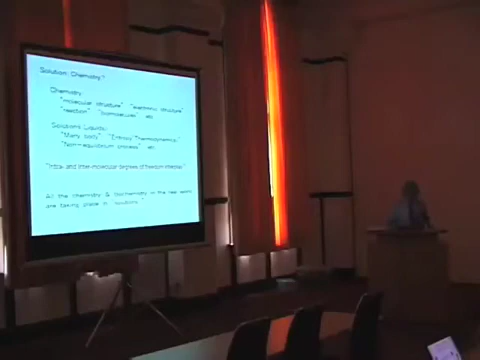 Solution Chemistry?
Chemistry:
"molecular structure" "electronic structure"
"reaction" "biomolecules" etc
Solutions Liquids:
"Many body" "Entropy" "thermodynamics"
"Non-equilibrium process" etc.
"Intra- and inter-molecular degrees of freedom interplay"
All the chemistry & biochemistry in the real world
are taking place in solutions."